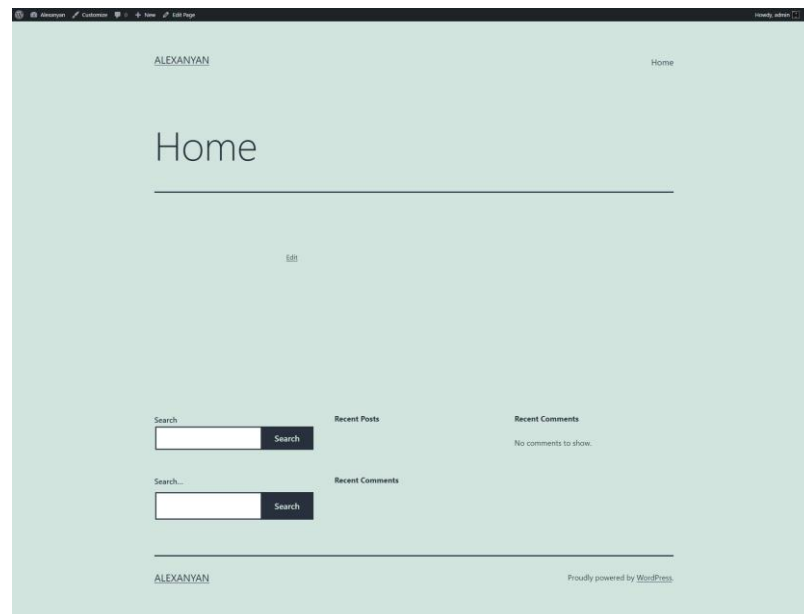 Alexanyan Customize 0 New Edit Page Howdy, admin
ALEXANYAN Home
Home
Edit
Search Recent Posts Recent Comments
Search No comments to show.
Search... Recent Comments
Search
ALEXANYAN Proudly powered by WordPress.